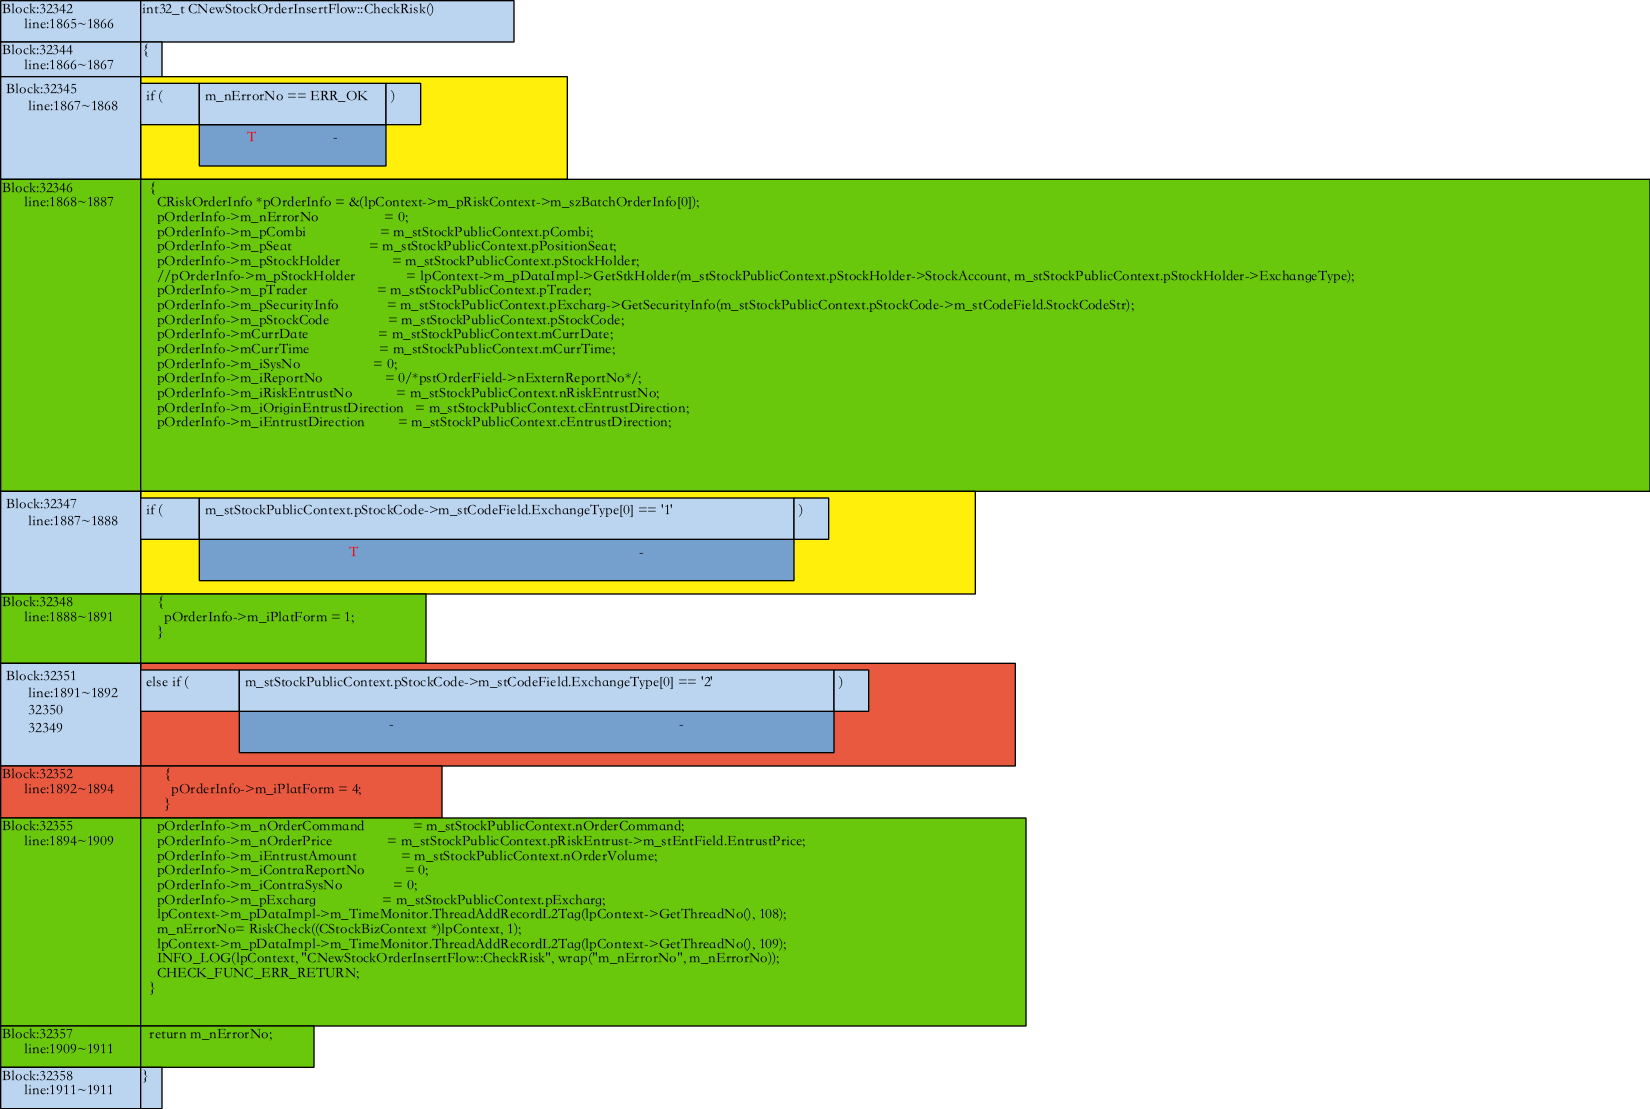 Block:32342 int32_t CNewStockOrderInsertFlow::CheckRisk()
line:1865~1866
Block:32344 {
line:1866~1867
Block:32345
line:1867~1868
if ( m_nErrorNo == ERR_OK )
T -
Block:32346 {
line:1868~1887 CRiskOrderInfo *pOrderInfo = &(lpContext->m_pRiskContext->m_szBatchOrderInfo[0]);
pOrderInfo->m_nErrorNo = 0;
pOrderInfo->m_pCombi = m_stStockPublicContext.pCombi;
pOrderInfo->m_pSeat = m_stStockPublicContext.pPositionSeat;
pOrderInfo->m_pStockHolder = m_stStockPublicContext.pStockHolder;
//pOrderInfo->m_pStockHolder = lpContext->m_pDataImpl->GetStkHolder(m_stStockPublicContext.pStockHolder->StockAccount, m_stStockPublicContext.pStockHolder->ExchangeType);
pOrderInfo->m_pTrader = m_stStockPublicContext.pTrader;
pOrderInfo->m_pSecurityInfo = m_stStockPublicContext.pExcharg->GetSecurityInfo(m_stStockPublicContext.pStockCode->m_stCodeField.StockCodeStr);
pOrderInfo->m_pStockCode = m_stStockPublicContext.pStockCode;
pOrderInfo->mCurrDate = m_stStockPublicContext.mCurrDate;
pOrderInfo->mCurrTime = m_stStockPublicContext.mCurrTime;
pOrderInfo->m_iSysNo = 0;
pOrderInfo->m_iReportNo = 0/*pstOrderField->nExternReportNo*/;
pOrderInfo->m_iRiskEntrustNo = m_stStockPublicContext.nRiskEntrustNo;
pOrderInfo->m_iOriginEntrustDirection = m_stStockPublicContext.cEntrustDirection;
pOrderInfo->m_iEntrustDirection = m_stStockPublicContext.cEntrustDirection;
Block:32347
line:1887~1888
if ( m_stStockPublicContext.pStockCode->m_stCodeField.ExchangeType[0] == '1' )
T -
Block:32348 {
line:1888~1891 pOrderInfo->m_iPlatForm = 1;
}
Block:32351
line:1891~1892
32350
32349
else if ( m_stStockPublicContext.pStockCode->m_stCodeField.ExchangeType[0] == '2' )
- -
Block:32352 {
line:1892~1894 pOrderInfo->m_iPlatForm = 4;
}
Block:32355 pOrderInfo->m_nOrderCommand = m_stStockPublicContext.nOrderCommand;
line:1894~1909 pOrderInfo->m_nOrderPrice = m_stStockPublicContext.pRiskEntrust->m_stEntField.EntrustPrice;
pOrderInfo->m_iEntrustAmount = m_stStockPublicContext.nOrderVolume;
pOrderInfo->m_iContraReportNo = 0;
pOrderInfo->m_iContraSysNo = 0;
pOrderInfo->m_pExcharg = m_stStockPublicContext.pExcharg;
lpContext->m_pDataImpl->m_TimeMonitor.ThreadAddRecordL2Tag(lpContext->GetThreadNo(), 108);
m_nErrorNo= RiskCheck((CStockBizContext *)lpContext, 1);
lpContext->m_pDataImpl->m_TimeMonitor.ThreadAddRecordL2Tag(lpContext->GetThreadNo(), 109);
INFO_LOG(lpContext, "CNewStockOrderInsertFlow::CheckRisk", wrap("m_nErrorNo", m_nErrorNo));
CHECK_FUNC_ERR_RETURN;
}
Block:32357 return m_nErrorNo;
line:1909~1911
Block:32358 }
line:1911~1911